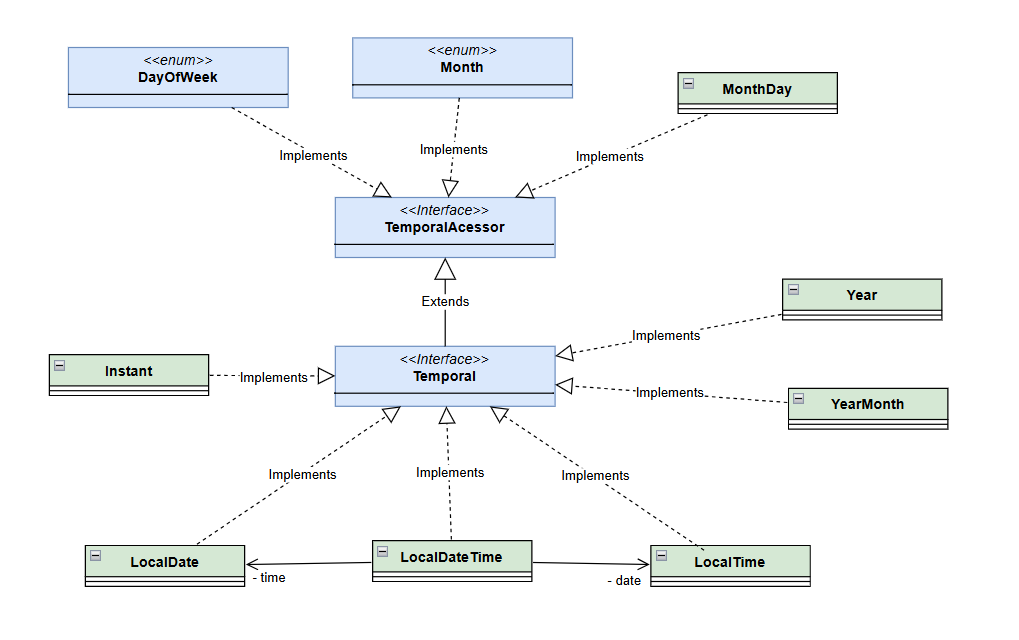 <<enum>>
DayOfWeek
<<enum>>
Month
MonthDay
Implements
Implements
Implements
<<Interface>>
TemporalAcessor
Extends
Year
Implements
<<Interface>>
Temporal
Instant
Implements
Implements
YearMonth
Implements
Implements
Implements
LocalDate
LocalDateTime
LocalTime
- time
- date